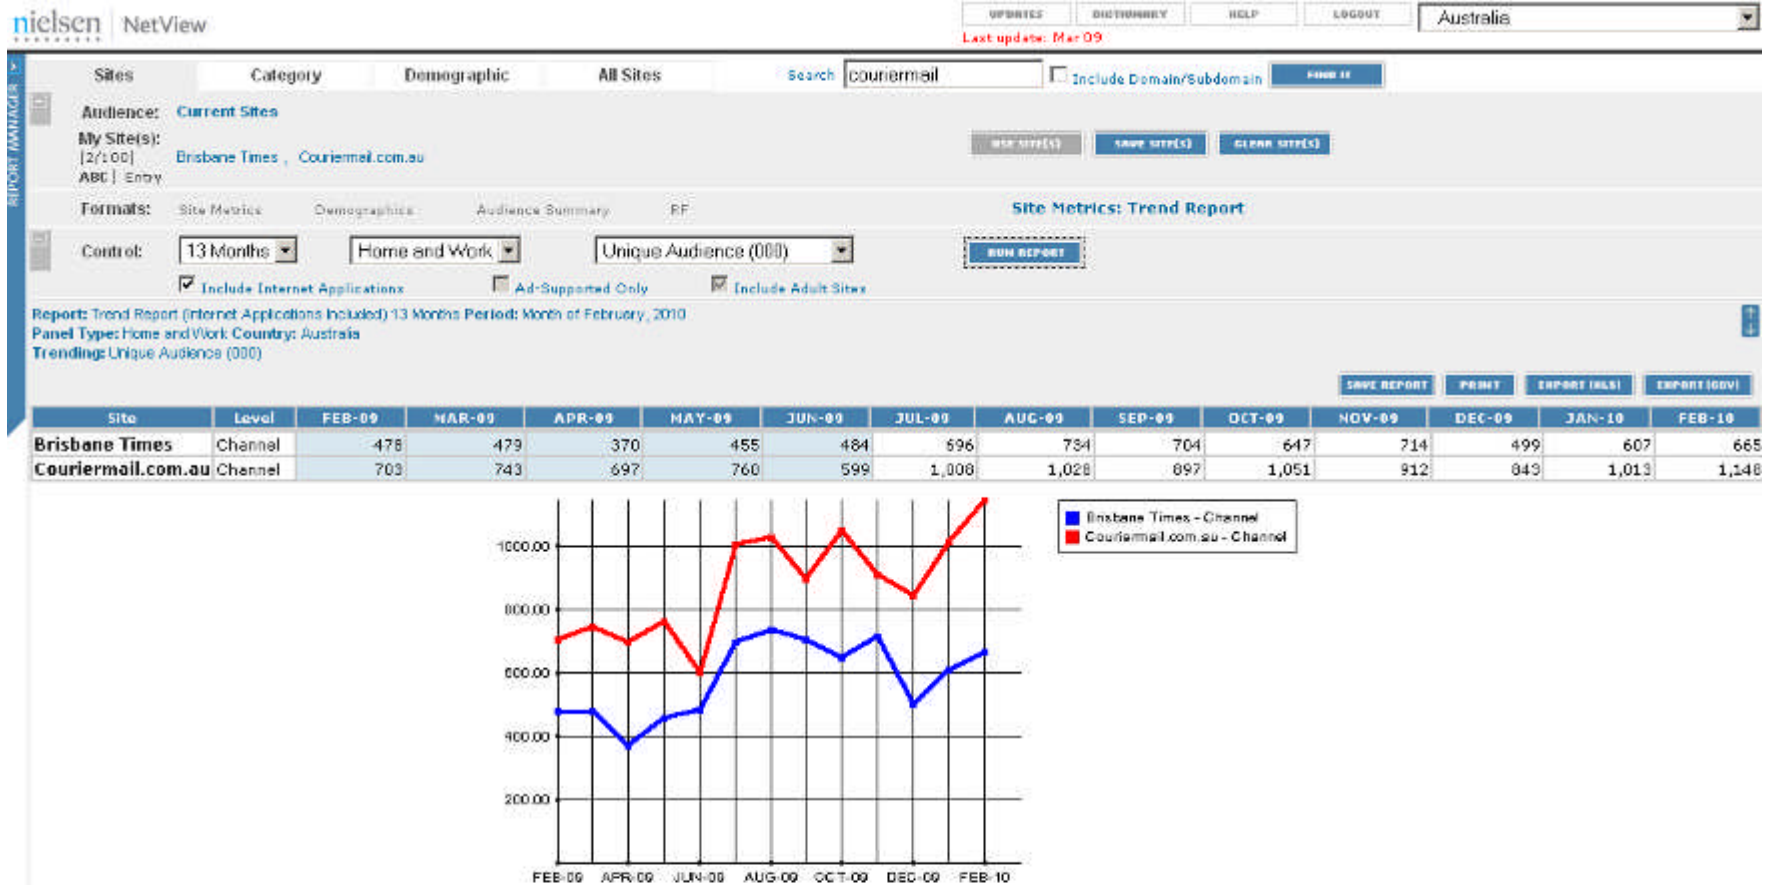 nielsen NetView
UPDATES DICTIONARY HELP LOGOUT Australia
Last update: Mar 09
REPORT MANAGER
Sites Category Demographic All Sites Search couriermail Include Domain/Subdomain FIND IT
Audience: Current Sites
My Site(s):
[2/100] Brisbane Times , Couriermail.com.au USE SITE(S) SAVE SITE(S) CLEAR SITE(S)
ABC | Entry
Formats: Site Metrics Demographics Audience Summary RF Site Metrics: Trend Report
Control: 13 Months Home and Work Unique Audience (000) RUN REPORT
Include Internet Applications Ad-Supported Only Include Adult Sites
Report: Trend Report (Internet Applications Included) 13 Months Period: Month of February, 2010
Panel Type: Home and Work Country: Australia
Trending: Unique Audience (000)
SAVE REPORT PRINT EXPORT (XLS) EXPORT (CSV)
Site Level FEB-09 MAR-09 APR-09 MAY-09 JUN-09 JUL-09 AUG-09 SEP-09 OCT-09 NOV-09 DEC-09 JAN-10 FEB-10
Brisbane Times Channel 478 479 370 455 484 696 734 704 647 714 499 607 665
Couriermail.com.au Channel 703 743 697 760 599 1,008 1,028 897 1,051 912 843 1,013 1,148
Brisbane Times - Channel
Couriermail.com.au - Channel
1000.00
800.00
600.00
400.00
200.00
FEB-09 APR-09 JUN-09 AUG-09 OCT-09 DEC-09 FEB-10